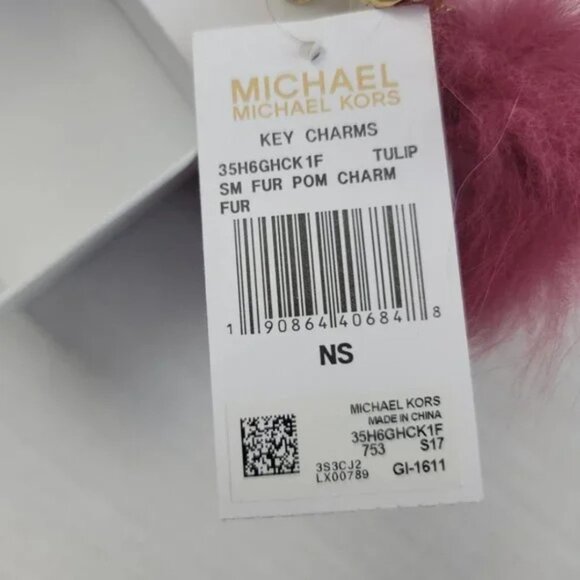 MICHAEL
MICHAEL KORS
KEY CHARMS
35H6GHCK1F TULIP
SM FUR POM CHARM
FUR
1 90864 40684 8
NS
MICHAEL KORS
MADE IN CHINA
35H6GHCK1F
753 S17
3S3CJ2
LX00789 GI-1611